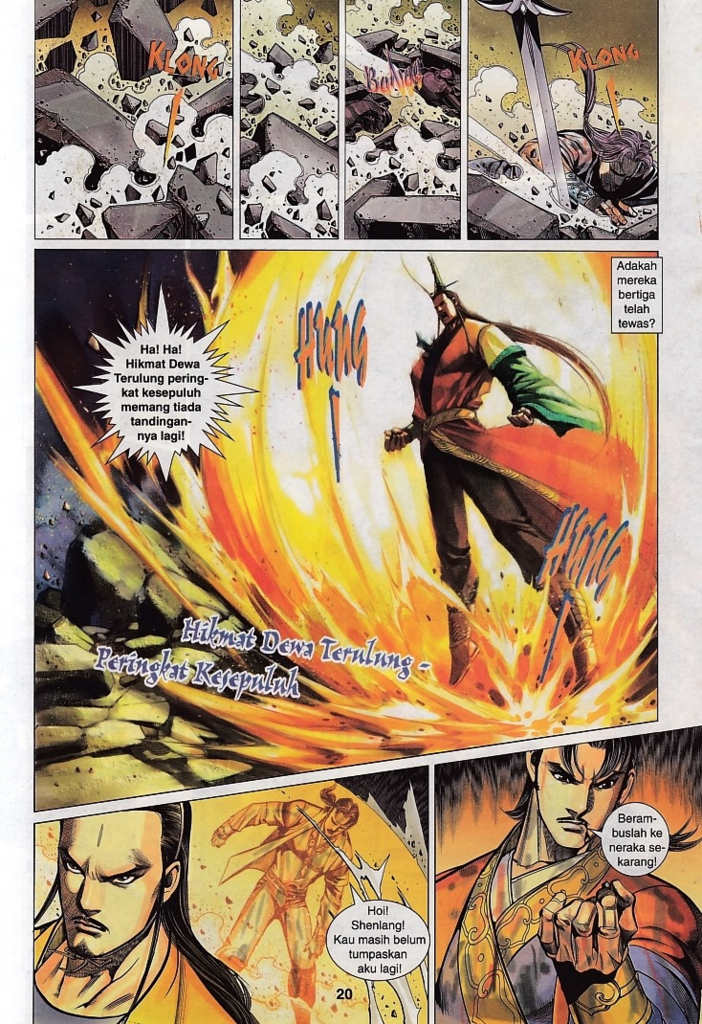 KLONG
BUMM
KLONG
Adakah
mereka
bertiga
telah
tewas?
Ha! Ha!
Hikmat Dewa
Terulung pering-
kat kesepuluh
memang tiada
tandingan-
nya lagi!
HUNG
HUNG
Hikmat Dewa Terulung -
Peringkat Kesepuluh
Hoi!
Shenlang!
Kau masih belum
tumpaskan
aku lagi!
Beram-
buslah ke
neraka se-
karang!
20